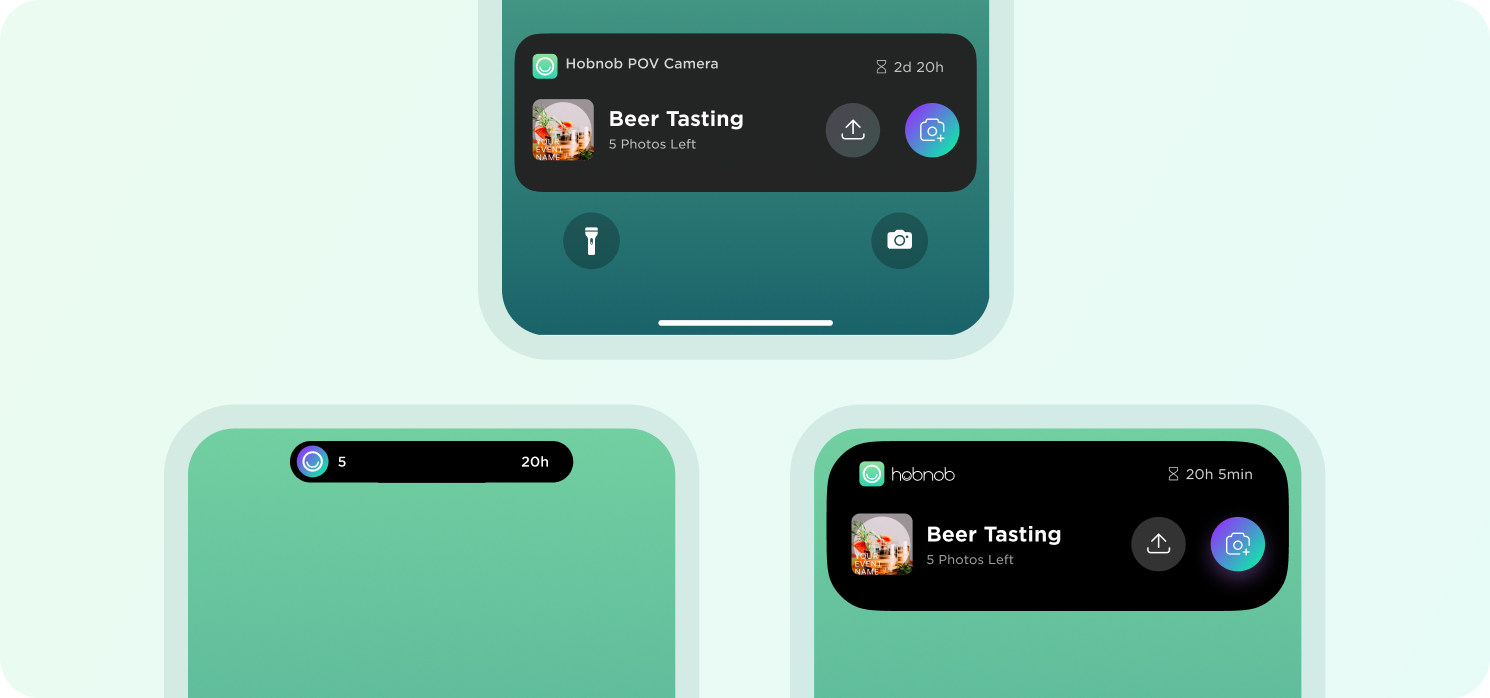 Hobnob POV Camera
2d 20h
Beer Tasting
5 Photos Left
YOUR
EVENT
NAME
5
20h
hobnob
20h 5min
Beer Tasting
5 Photos Left
YOUR
EVENT
NAME